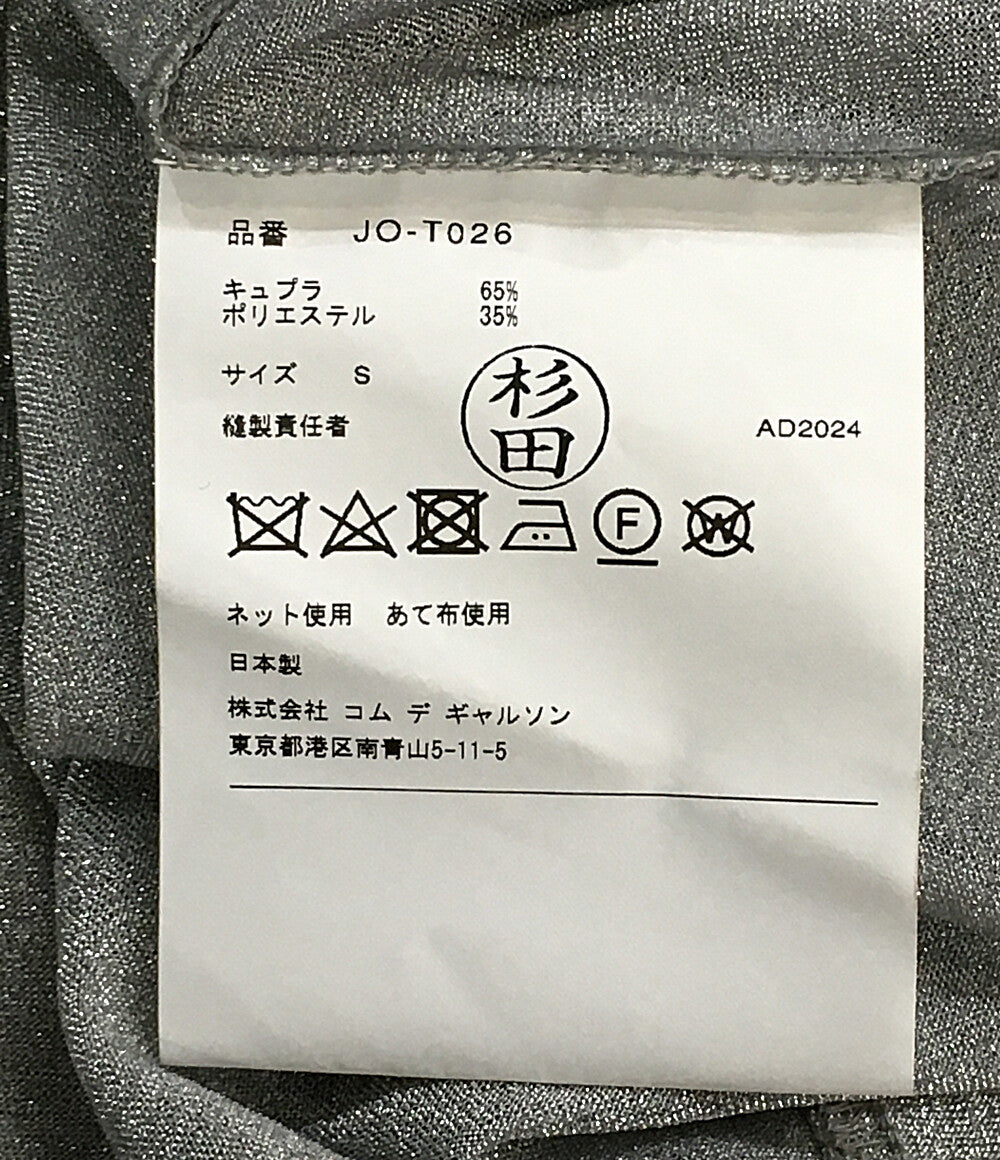 品番 JO-T026
キュプラ 65%
ポリエステル 35%
サイズ S
杉田
縫製責任者
AD2024
F
W
ネット使用 あて布使用
日本製
株式会社 コム デ ギャルソン
東京都港区南青山5-11-5